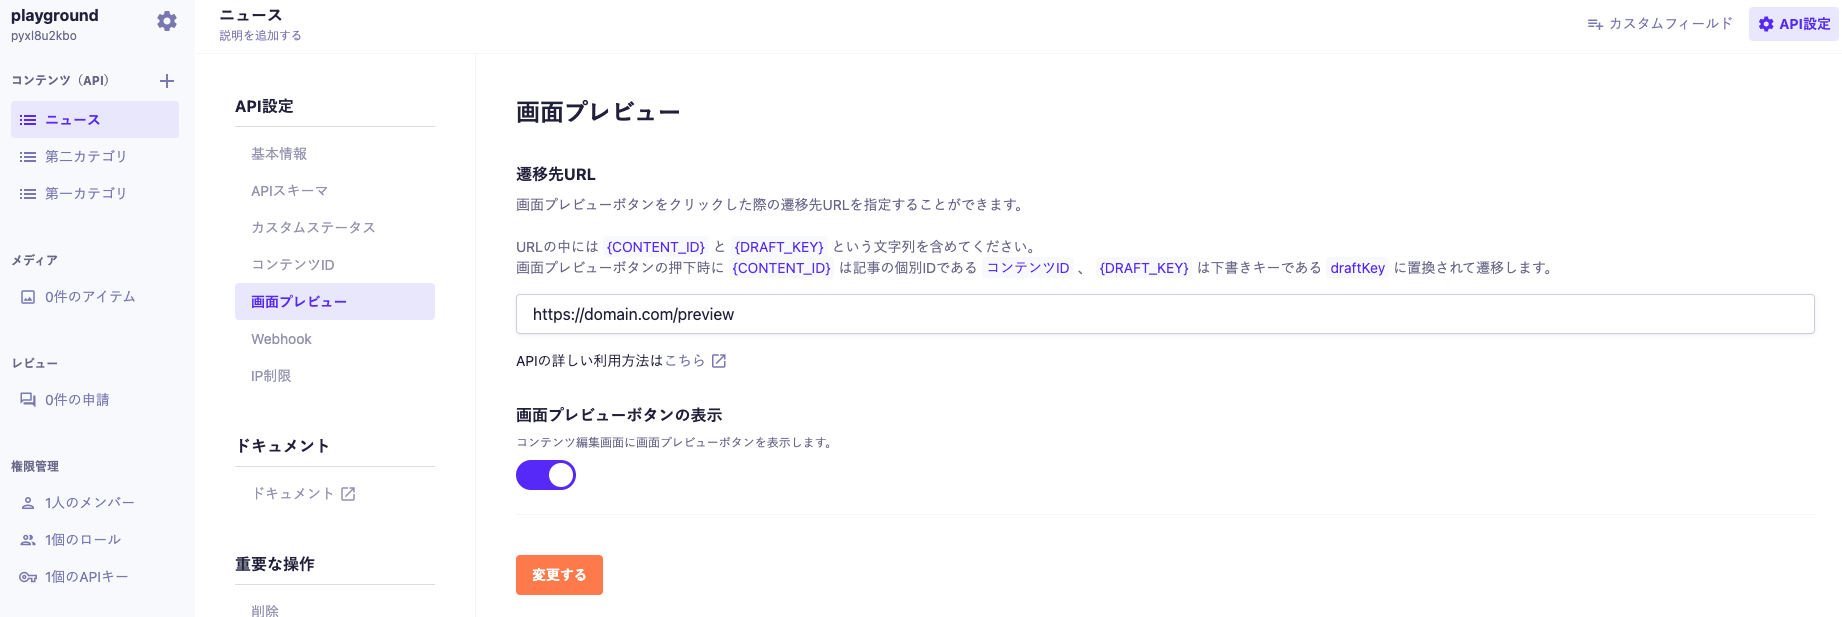 playground
pyxl8u2kbo
コンテンツ（API）
ニュース
第二カテゴリ
第一カテゴリ
メディア
0件のアイテム
レビュー
0件の申請
権限管理
1人のメンバー
1個のロール
1個のAPIキー
ニュース
説明を追加する
カスタムフィールド
API設定
API設定
基本情報
APIスキーマ
カスタムステータス
コンテンツID
画面プレビュー
Webhook
IP制限
ドキュメント
ドキュメント
重要な操作
削除
画面プレビュー
遷移先URL
画面プレビューボタンをクリックした際の遷移先URLを指定することができます。
URLの中には {CONTENT_ID} と {DRAFT_KEY} という文字列を含めてください。
画面プレビューボタンの押下時に {CONTENT_ID} は記事の個別IDである コンテンツID 、 {DRAFT_KEY} は下書きキーである draftKey に置換されて遷移します。
https://domain.com/preview
APIの詳しい利用方法はこちら
画面プレビューボタンの表示
コンテンツ編集画面に画面プレビューボタンを表示します。
変更する